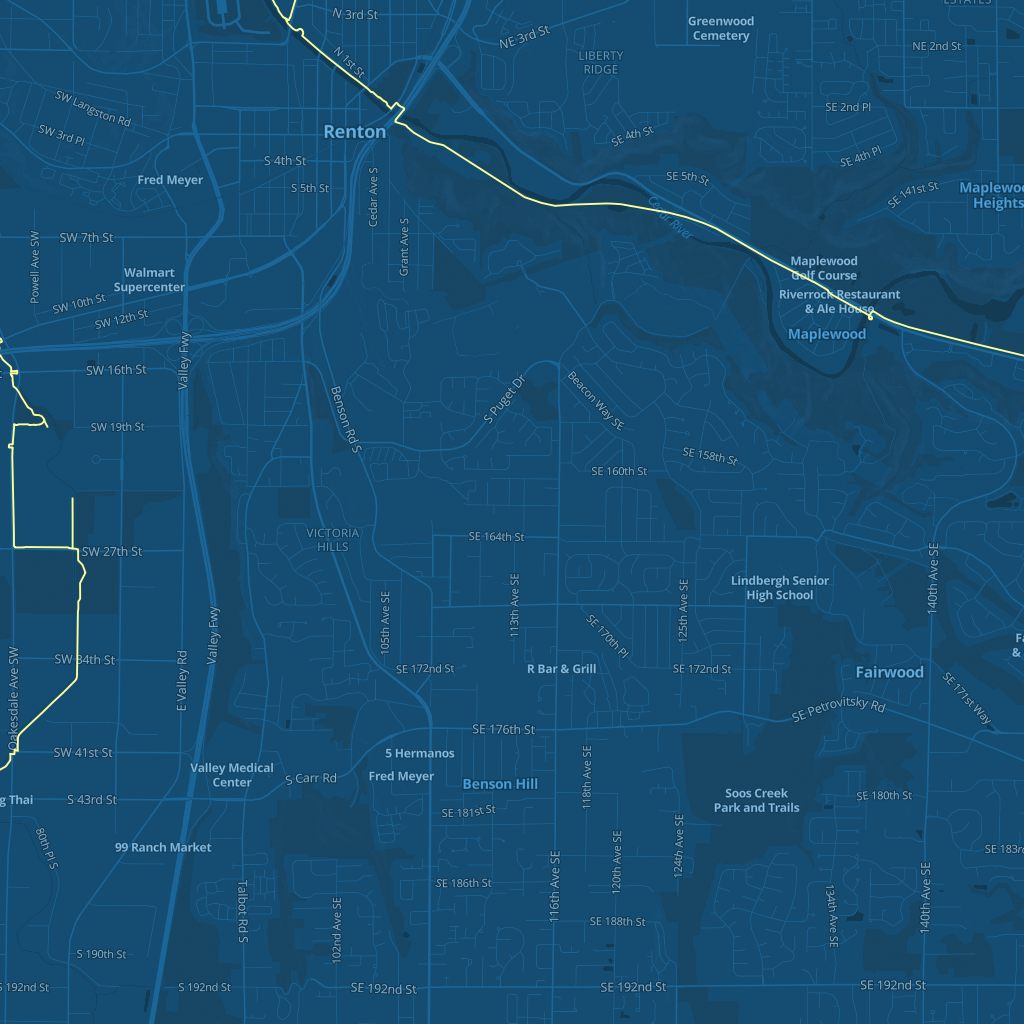 N 3rd St
NE 3rd St
Greenwood
Cemetery
NE 2nd St
N 1st St
LIBERTY
RIDGE
SW Langston Rd
SW 3rd Pl
Renton
SE 2nd Pl
SE 4th St
SE 4th Pl
S 4th St
Fred Meyer
S 5th St
Cedar Ave S
SE 5th St
SE 141st St
Maplewood
Heights
Cedar River
Grant Ave S
SW 7th St
Powell Ave SW
Walmart
Supercenter
Maplewood
Golf Course
Riverrock Restaurant
& Ale House
Maplewood
SW 10th St
SW 12th St
Valley Fwy
SW 16th St
S Puget Dr
Beacon Way SE
Benson Rd S
SW 19th St
SE 158th St
SE 160th St
VICTORIA
HILLS
SE 164th St
SW 27th St
140th Ave SE
Lindbergh Senior
High School
113th Ave SE
105th Ave SE
125th Ave SE
SE 170th Pl
Valley Fwy
SW 34th St
E Valley Rd
Oakesdale Ave SW
SE 172nd St
R Bar & Grill
SE 172nd St
Fairwood
SE 171st Way
SE Petrovitsky Rd
SE 176th St
SW 41st St
5 Hermanos
Fred Meyer
Valley Medical
Center
S Carr Rd
Benson Hill
118th Ave SE
Soos Creek
Park and Trails
SE 180th St
g Thai
S 43rd St
SE 181st St
80th Pl S
99 Ranch Market
124th Ave SE
SE 183r
120th Ave SE
116th Ave SE
SE 186th St
Talbot Rd S
102nd Ave SE
SE 188th St
134th Ave SE
140th Ave SE
S 190th St
S 192nd St
S 192nd St
SE 192nd St
SE 192nd St
SE 192nd St